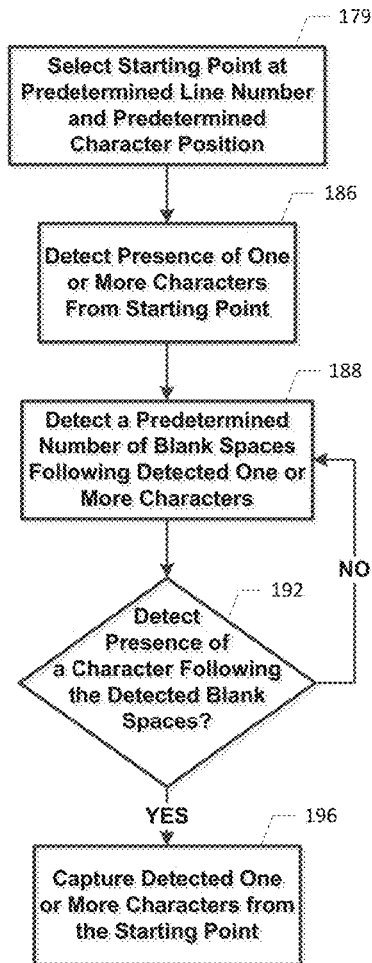 179
Select Starting Point at
Predetermined Line Number
and Predetermined
Character Position
186
Detect Presence of One
or More Characters
From Starting Point
188
Detect a Predetermined
Number of Blank Spaces
Following Detected One or
More Characters
NO
192
Detect
Presence of
a Character Following
the Detected Blank
Spaces?
YES
196
Capture Detected One
or More Characters from
the Starting Point